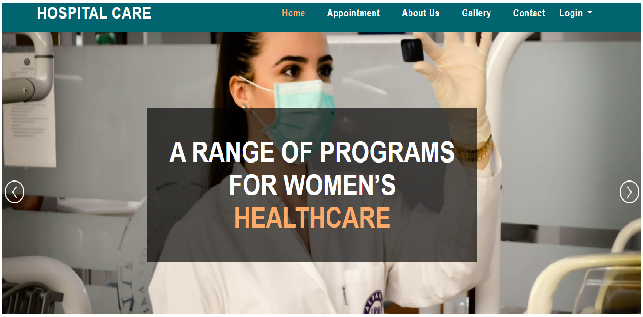 HOSPITAL CARE
Home Appointment About Us Gallery Contact Login
A RANGE OF PROGRAMS
FOR WOMEN'S
HEALTHCARE